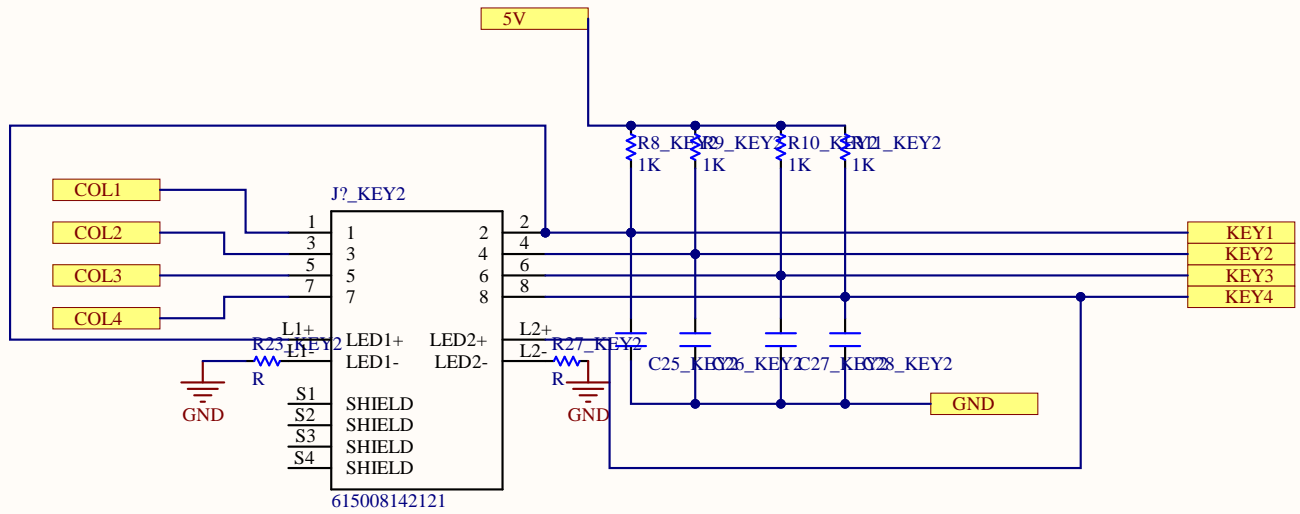 5V
R8_KEY2 R9_KEY2 R10_KEY2 R11_KEY2
1K 1K 1K 1K
COL1
COL2
COL3
COL4
J?_KEY2
1 1 2 2
3 3 4 4
5 5 6 6
7 7 8 8
L1+ LED1+ LED2+ L2+
L1- LED1- LED2- L2-
R23_KEY2
R
GND
R27_KEY2
R
GND
S1 SHIELD
S2 SHIELD
S3 SHIELD
S4 SHIELD
615008142121
C25_KEY2 C26_KEY2 C27_KEY2 C28_KEY2
GND
KEY1
KEY2
KEY3
KEY4